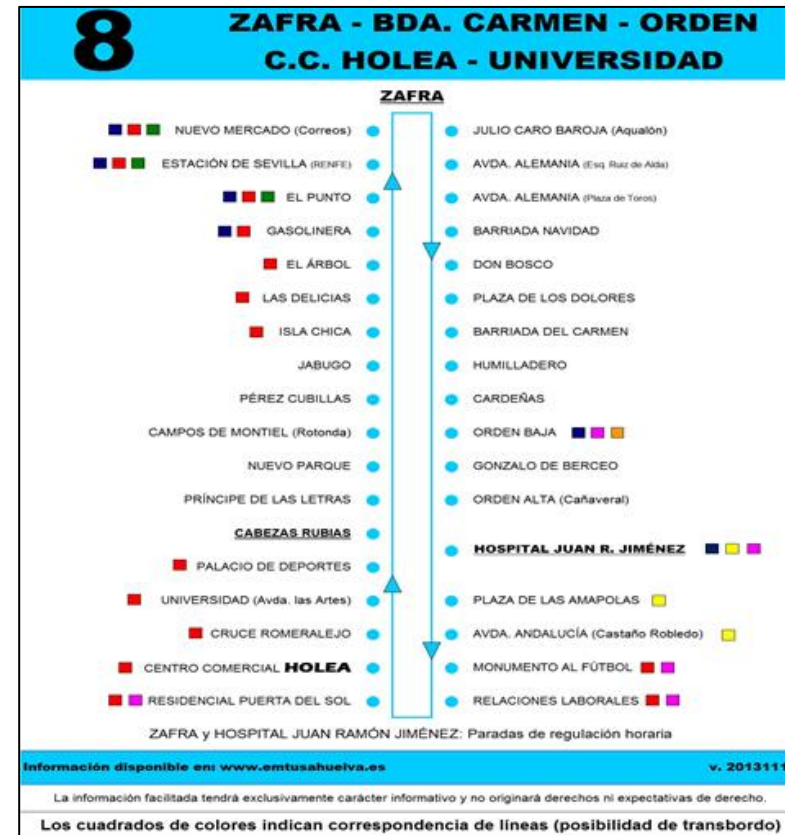 8
ZAFRA - BDA. CARMEN - ORDEN
C.C. HOLEA - UNIVERSIDAD
ZAFRA
NUEVO MERCADO (Correos)
ESTACIÓN DE SEVILLA (RENFE)
EL PUNTO
GASOLINERA
EL ÁRBOL
LAS DELICIAS
ISLA CHICA
JABUGO
PÉREZ CUBILLAS
CAMPOS DE MONTIEL (Rotonda)
NUEVO PARQUE
PRÍNCIPE DE LAS LETRAS
CABEZAS RUBIAS
PALACIO DE DEPORTES
UNIVERSIDAD (Avda. las Artes)
CRUCE ROMERALEJO
CENTRO COMERCIAL HOLEA
RESIDENCIAL PUERTA DEL SOL
JULIO CARO BAROJA (Aqualón)
AVDA. ALEMANIA (Esq. Ruiz de Alda)
AVDA. ALEMANIA (Plaza de Toros)
BARRIADA NAVIDAD
DON BOSCO
PLAZA DE LOS DOLORES
BARRIADA DEL CARMEN
HUMILLADERO
CARDEÑAS
ORDEN BAJA
GONZALO DE BERCEO
ORDEN ALTA (Cañaveral)
HOSPITAL JUAN R. JIMÉNEZ
PLAZA DE LAS AMAPOLAS
AVDA. ANDALUCÍA (Castaño Robledo)
MONUMENTO AL FÚTBOL
RELACIONES LABORALES
ZAFRA y HOSPITAL JUAN RAMÓN JIMÉNEZ: Paradas de regulación horaria
Información disponible en: www.emtusahuelva.es
v. 2013111
La información facilitada tendrá exclusivamente carácter informativo y no originará derechos ni expectativas de derecho.
Los cuadrados de colores indican correspondencia de líneas (posibilidad de transbordo)